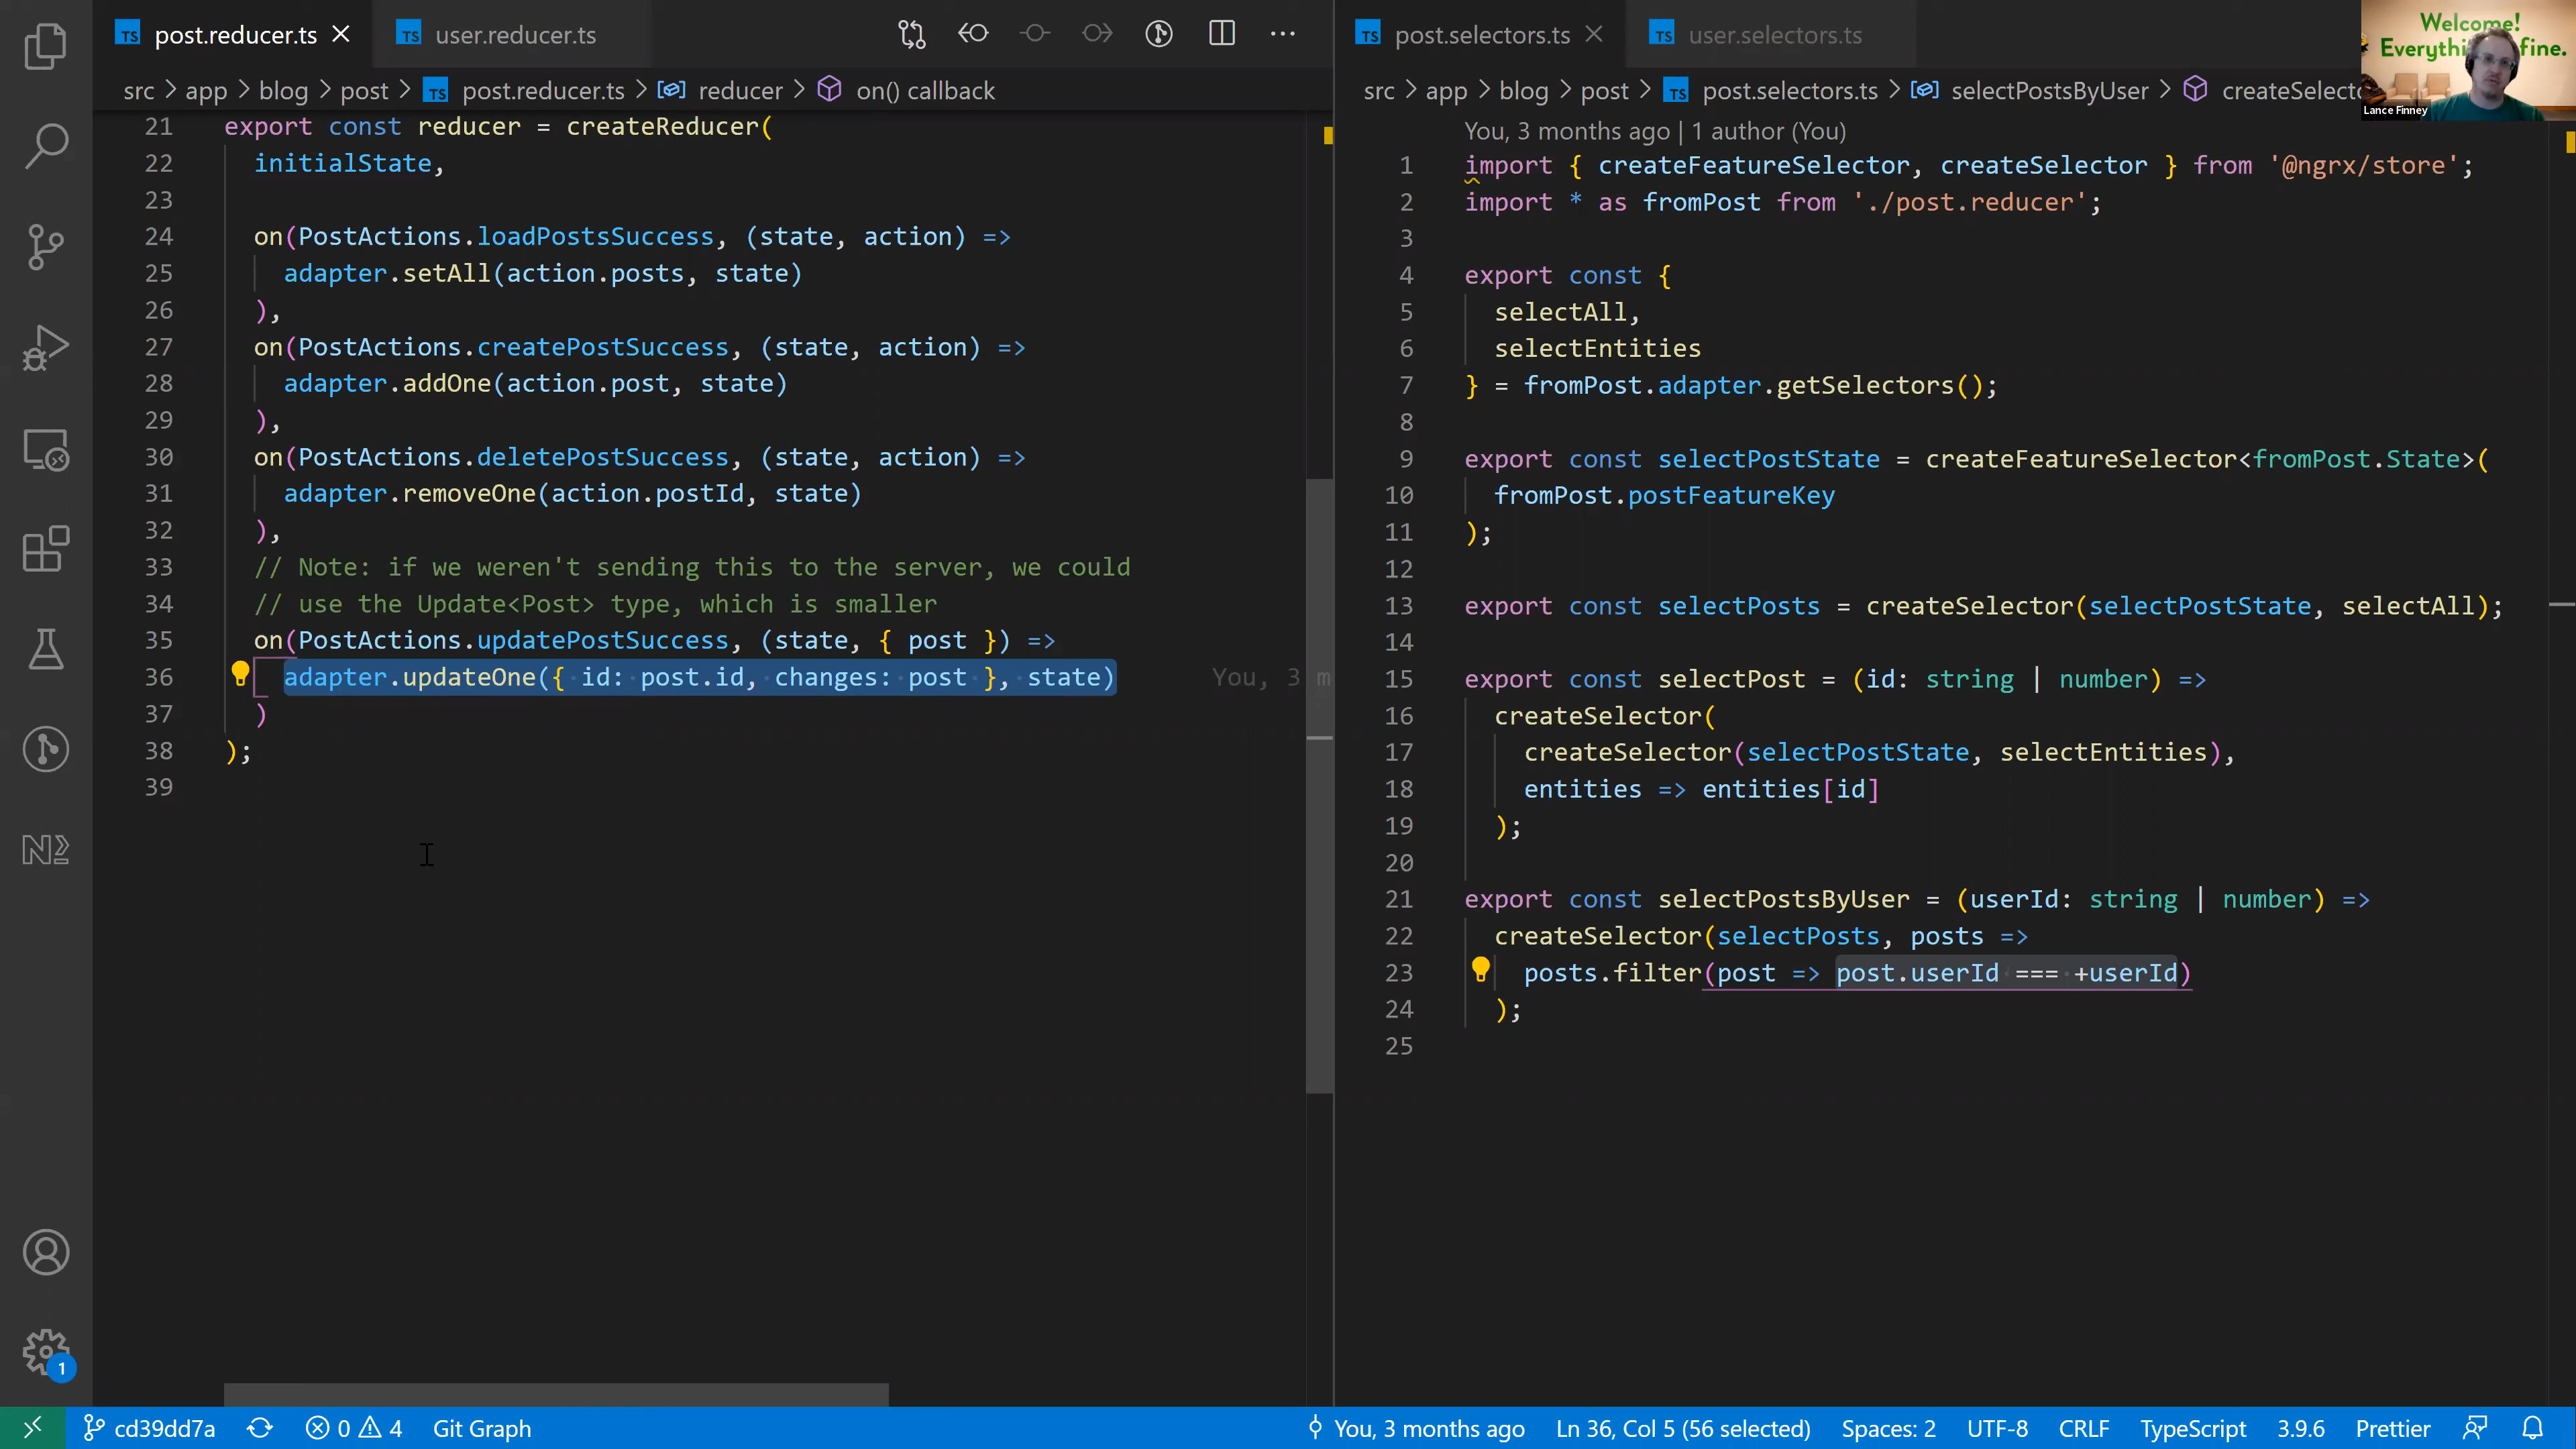 TS post.reducer.ts
TS user.reducer.ts
src > app > blog > post > TS post.reducer.ts > reducer > on() callback
21 export const reducer = createReducer(
22 initialState,
23
24 on(PostActions.loadPostsSuccess, (state, action) =>
25 adapter.setAll(action.posts, state)
26 ),
27 on(PostActions.createPostSuccess, (state, action) =>
28 adapter.addOne(action.post, state)
29 ),
30 on(PostActions.deletePostSuccess, (state, action) =>
31 adapter.removeOne(action.postId, state)
32 ),
33 // Note: if we weren't sending this to the server, we could
34 // use the Update<Post> type, which is smaller
35 on(PostActions.updatePostSuccess, (state, { post }) =>
36 adapter.updateOne({ id: post.id, changes: post }, state) You, 3 m
37 )
38 );
39
TS post.selectors.ts
TS user.selectors.ts
src > app > blog > post > TS post.selectors.ts > selectPostsByUser > createSelecto
You, 3 months ago | 1 author (You)
1 import { createFeatureSelector, createSelector } from '@ngrx/store';
2 import * as fromPost from './post.reducer';
3
4 export const {
5 selectAll,
6 selectEntities
7 } = fromPost.adapter.getSelectors();
8
9 export const selectPostState = createFeatureSelector<fromPost.State>(
10 fromPost.postFeatureKey
11 );
12
13 export const selectPosts = createSelector(selectPostState, selectAll);
14
15 export const selectPost = (id: string | number) =>
16 createSelector(
17 createSelector(selectPostState, selectEntities),
18 entities => entities[id]
19 );
20
21 export const selectPostsByUser = (userId: string | number) =>
22 createSelector(selectPosts, posts =>
23 posts.filter(post => post.userId === +userId)
24 );
25
Welcome!
Everything fine.
Lance Finney
1
cd39dd7a 0 4 Git Graph You, 3 months ago Ln 36, Col 5 (56 selected) Spaces: 2 UTF-8 CRLF TypeScript 3.9.6 Prettier